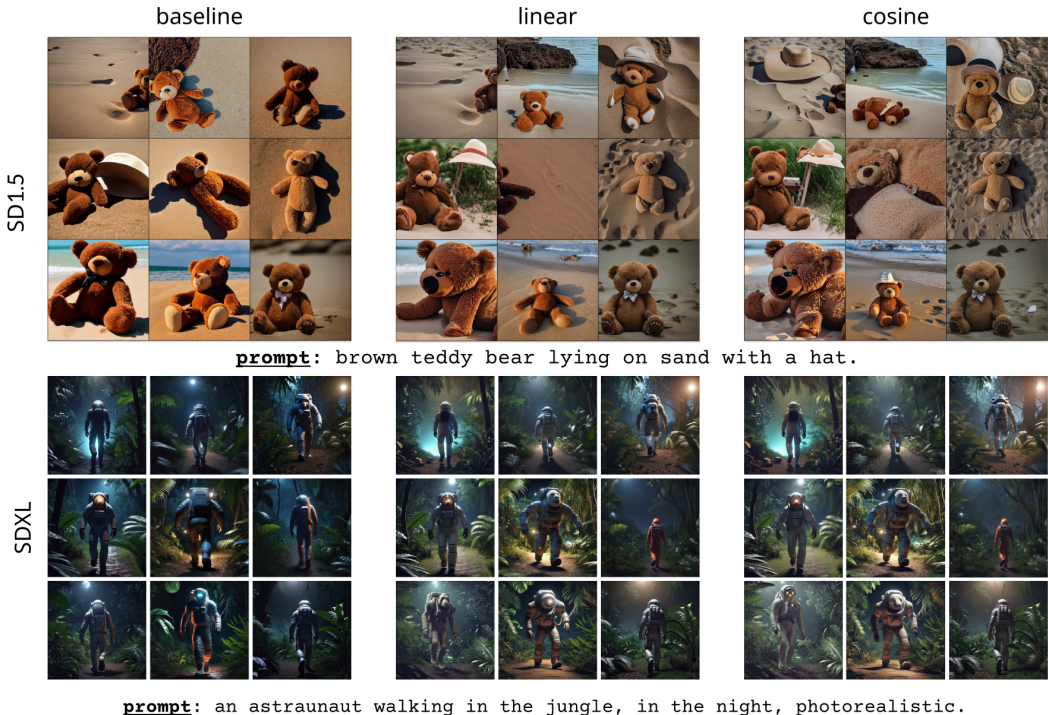 baseline linear cosine
SD1.5
prompt: brown teddy bear lying on sand with a hat.
SDXL
prompt: an astraunaut walking in the jungle, in the night, photorealistic.